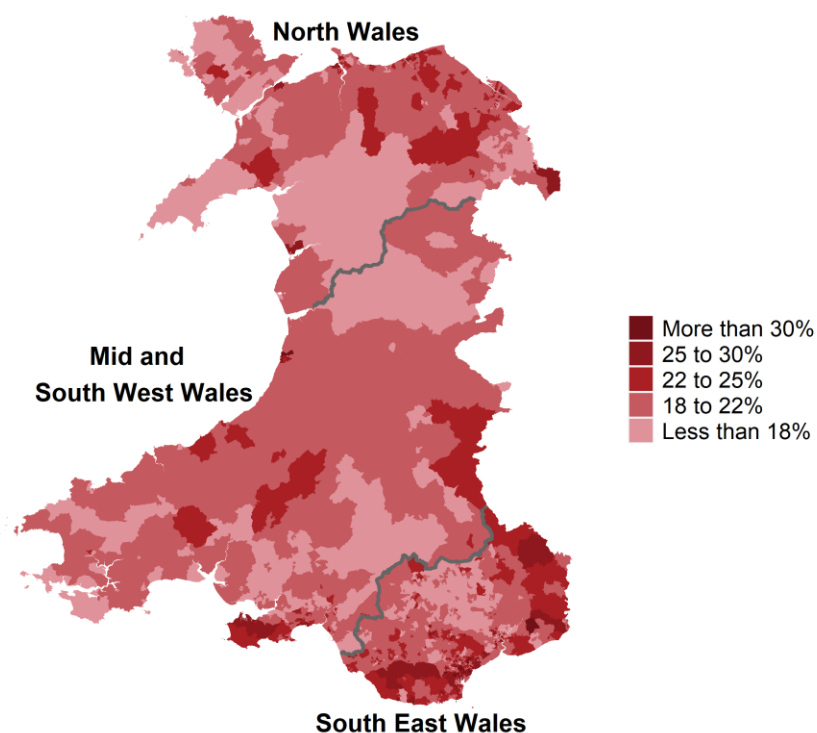 North Wales
Mid and
South West Wales
More than 30%
25 to 30%
22 to 25%
18 to 22%
Less than 18%
South East Wales